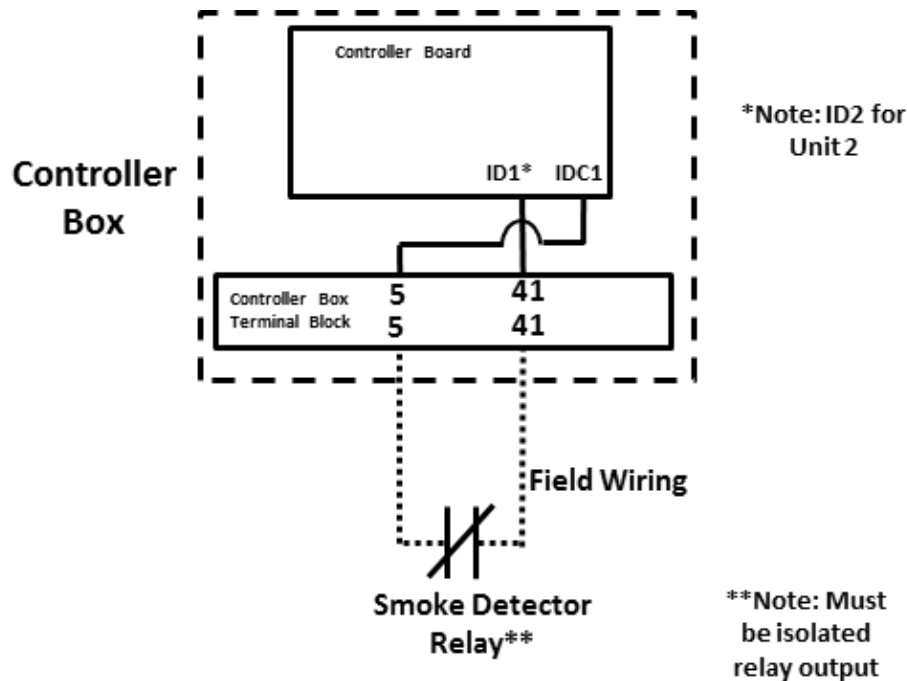 Controller Board
*Note: ID2 for
Unit 2
Controller
Box
ID1* IDC1
Controller Box
Terminal Block
5 41
5 41
Field Wiring
Smoke Detector
Relay**
**Note: Must
be isolated
relay output